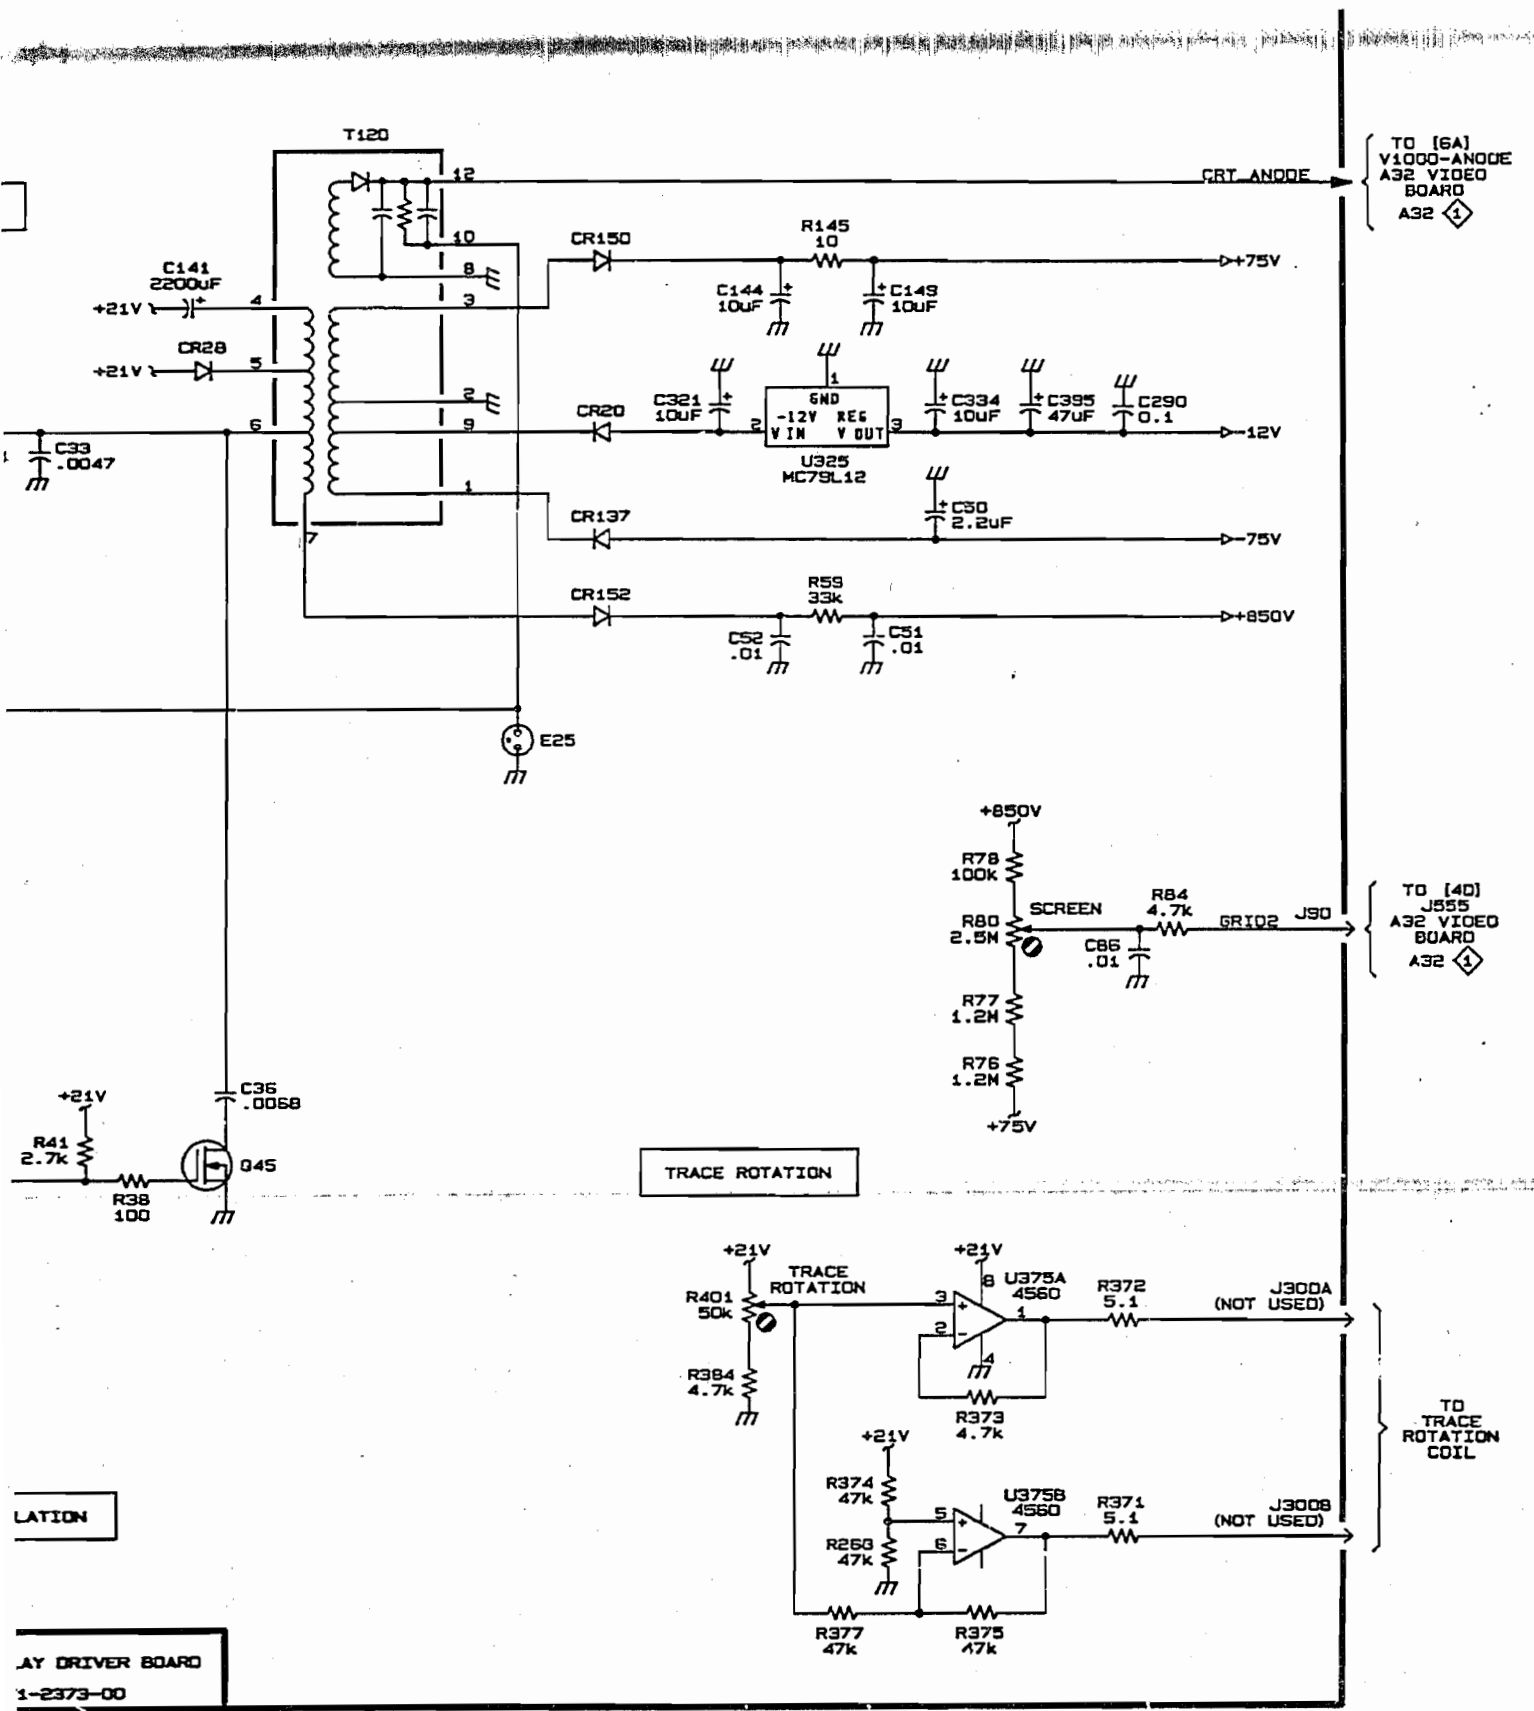 T120
12
CRT ANODE
TO [6A]
V1000-ANODE
A32 VIDEO
BOARD
A32 1
10
8
C141
2200uF
+
+21V
4
3
CR150
R145
10
+75V
C144
10uF
+
C149
10uF
+
CR28
+21V
5
2
9
CR20
C321
10uF
+
1
GND
-12V REG
V IN V OUT
2
3
U325
MC79L12
C334
10uF
+
C395
47uF
+
C290
0.1
-12V
6
C33
.0047
1
7
CR137
C50
2.2uF
+
-75V
CR152
R59
33k
C52
.01
C51
.01
+850V
E25
+850V
R78
100k
R80
2.5M
SCREEN
R84
4.7k
GRID2
J90
C86
.01
TO [4D]
J555
A32 VIDEO
BOARD
A32 1
R77
1.2M
R76
1.2M
+75V
C36
.0068
+21V
R41
2.7k
R38
100
Q45
TRACE ROTATION
+21V
R401
50k
TRACE
ROTATION
+21V
8
U375A
4560
3
+
2
-
1
4
R372
5.1
J300A
(NOT USED)
R384
4.7k
R373
4.7k
TO
TRACE
ROTATION
COIL
+21V
R374
47k
5
+
6
-
7
U375B
4560
R371
5.1
J300B
(NOT USED)
R268
47k
R377
47k
R375
47k
LATION
AY DRIVER BOARD
1-2373-00